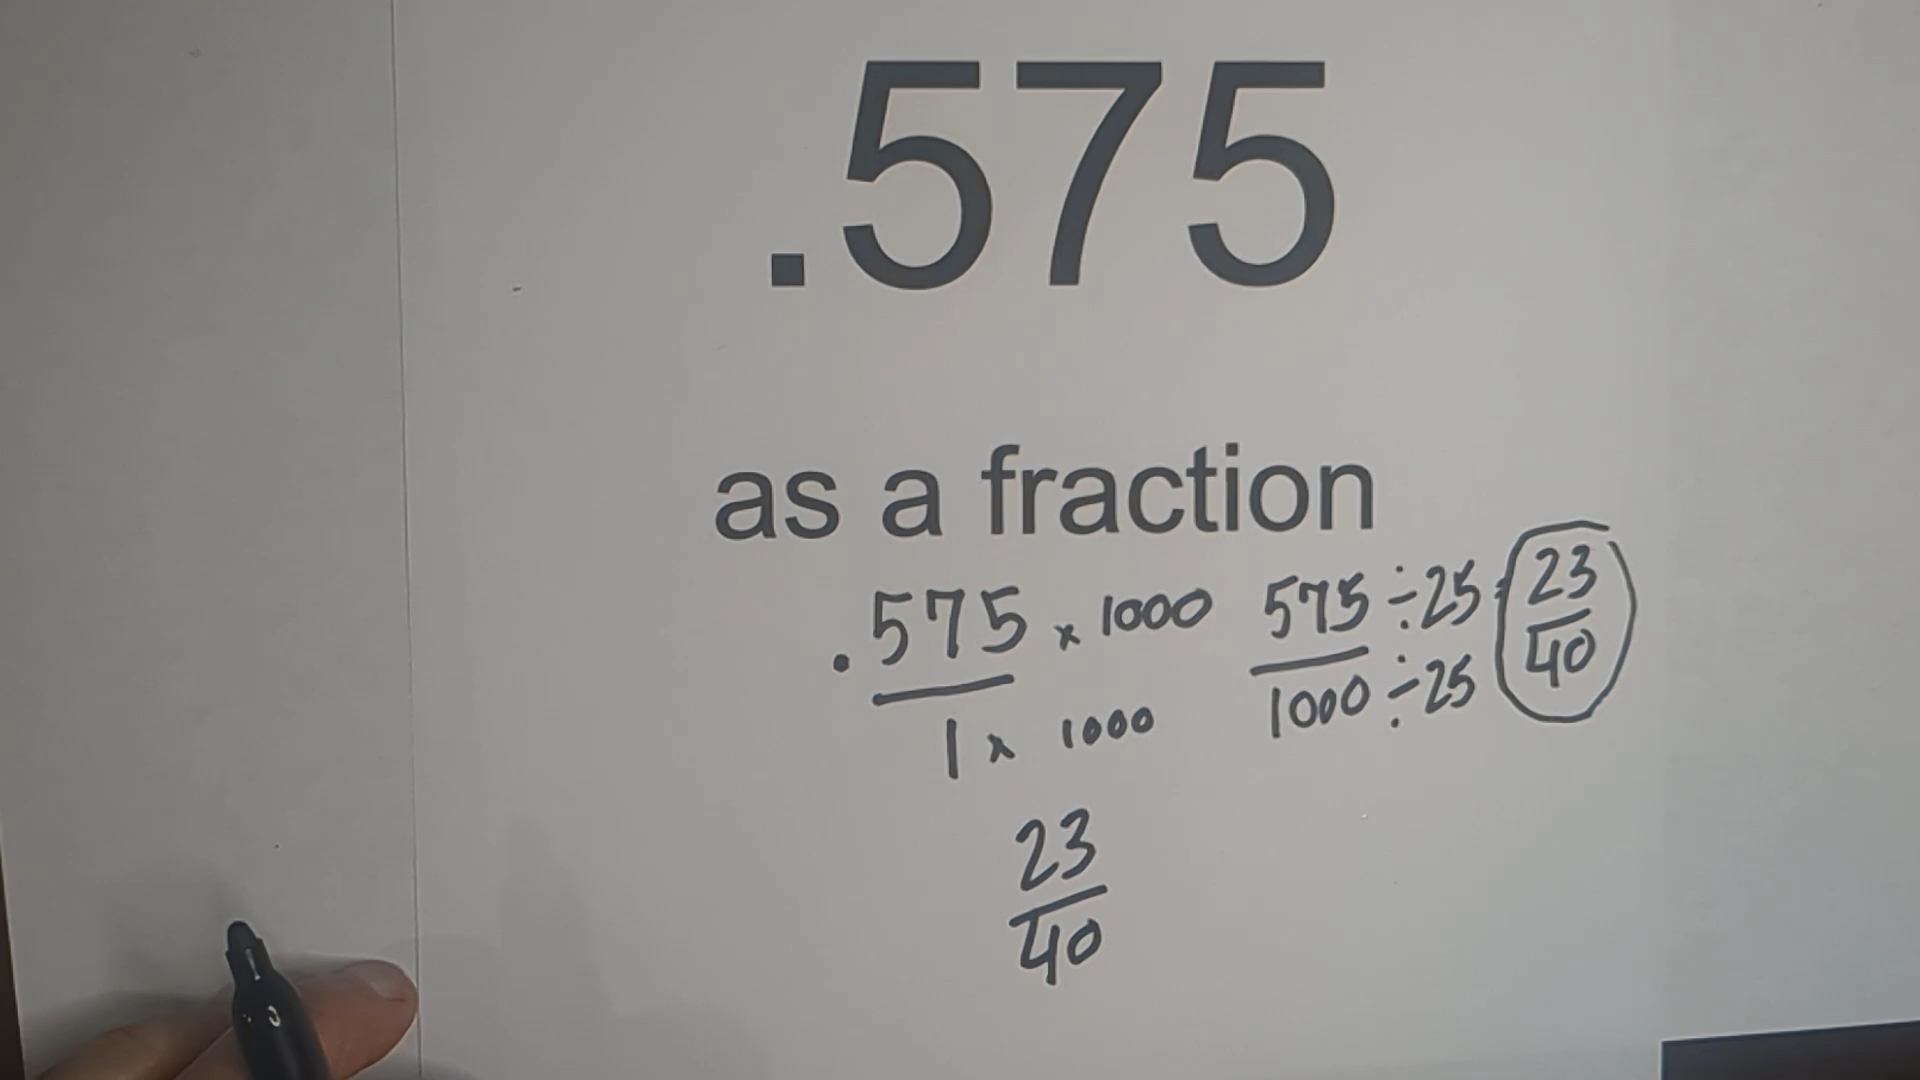 .575
as a fraction
.575 x 1000 575 ÷ 25 = 23
1 x 1000 1000 ÷ 25 40
23
40